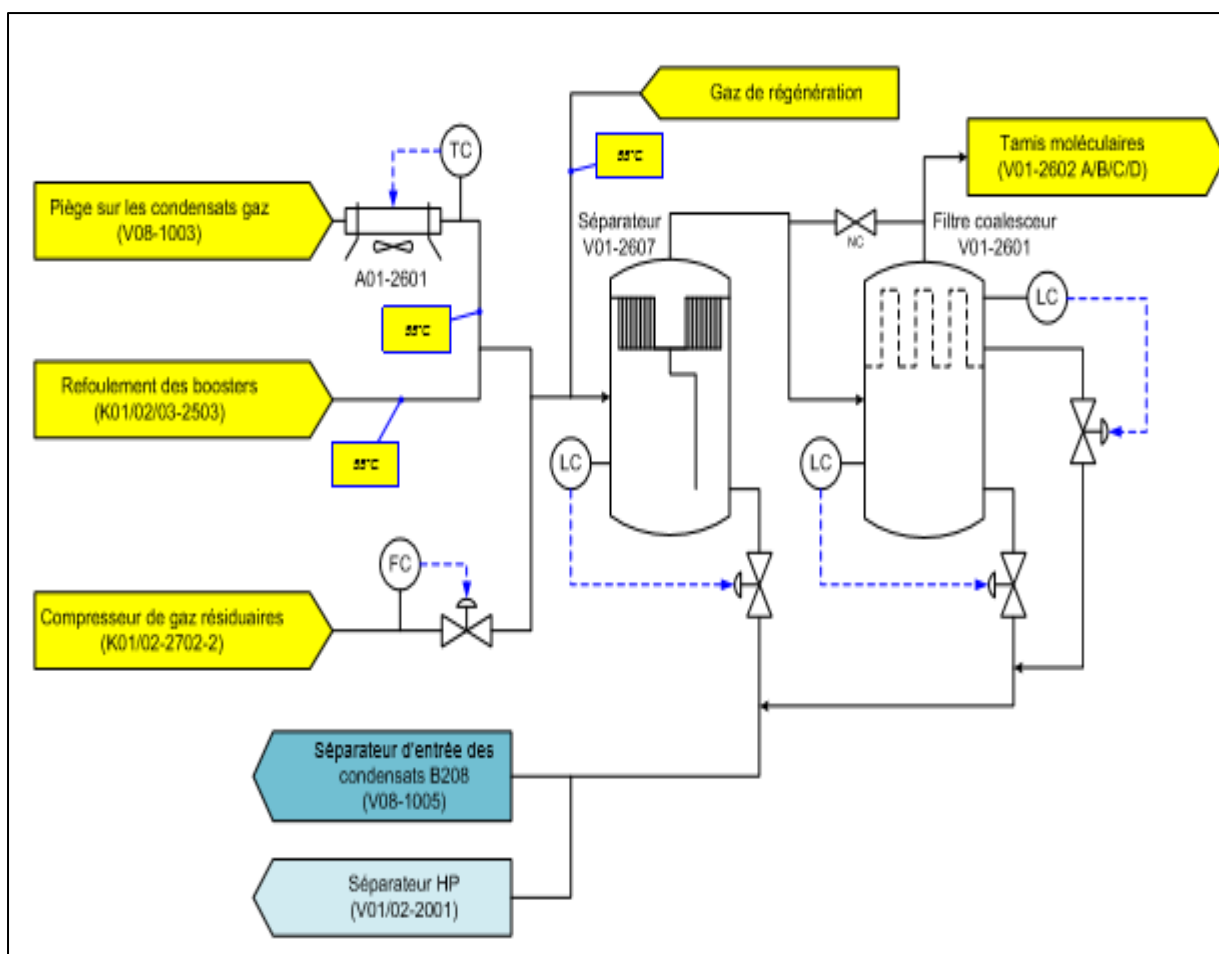 Gaz de régénération
Tamis moléculaires
(V01-2602 A/B/C/D)
TC
55°C
Piège sur les condensats gaz
(V08-1003)
A01-2601
Séparateur
V01-2607
NC
Filtre coalesceur
V01-2601
LC
55°C
Refoulement des boosters
(K01/02/03-2503)
55°C
LC
LC
FC
Compresseur de gaz résiduaires
(K01/02-2702-2)
Séparateur d'entrée des
condensats B208
(V08-1005)
Séparateur HP
(V01/02-2001)